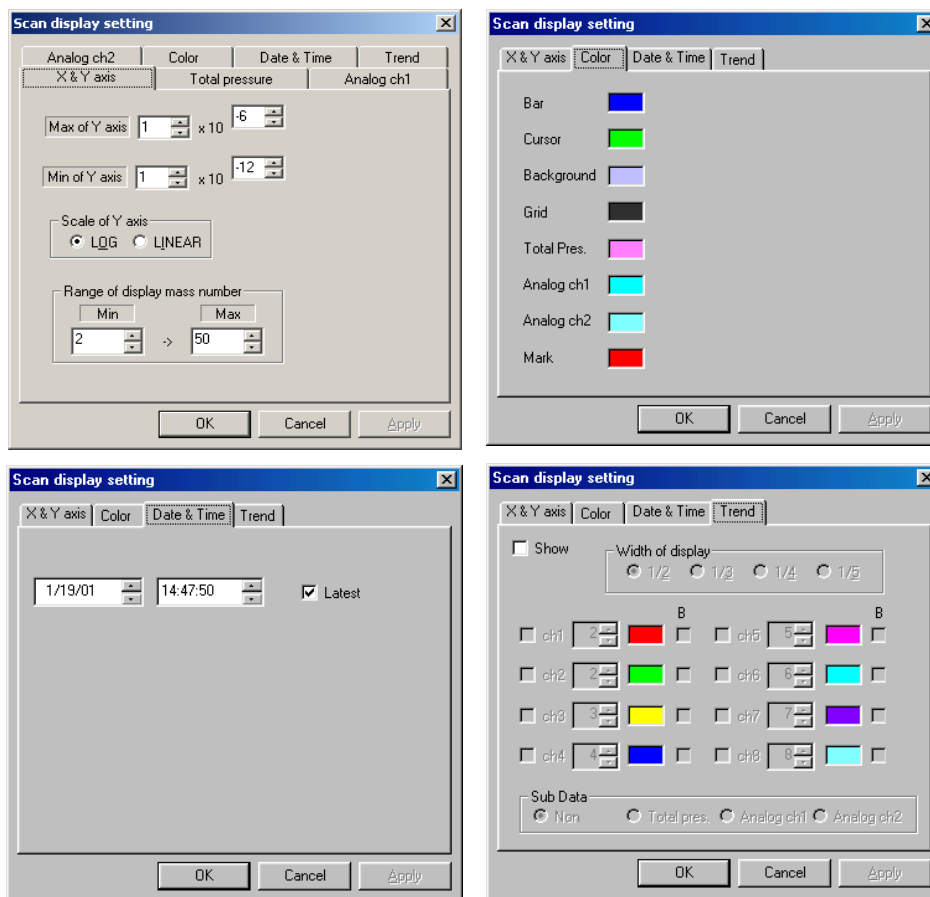 Scan display setting
Analog ch2 Color Date & Time Trend
X & Y axis Total pressure Analog ch1
Max of Y axis 1 x 10 -6
Min of Y axis 1 x 10 -12
Scale of Y axis
LOG LINEAR
Range of display mass number
Min Max
2 -> 50
OK Cancel Apply
Scan display setting
X & Y axis Color Date & Time Trend
Bar
Cursor
Background
Grid
Total Pres.
Analog ch1
Analog ch2
Mark
OK Cancel Apply
Scan display setting
X & Y axis Color Date & Time Trend
1/19/01 14:47:50 Latest
OK Cancel Apply
Scan display setting
X & Y axis Color Date & Time Trend
Show Width of display
1/2 1/3 1/4 1/5
B B
ch1 2 ch5 5
ch2 2 ch6 6
ch3 3 ch7 7
ch4 4 ch8 8
Sub Data
Non Total pres. Analog ch1 Analog ch2
OK Cancel Apply